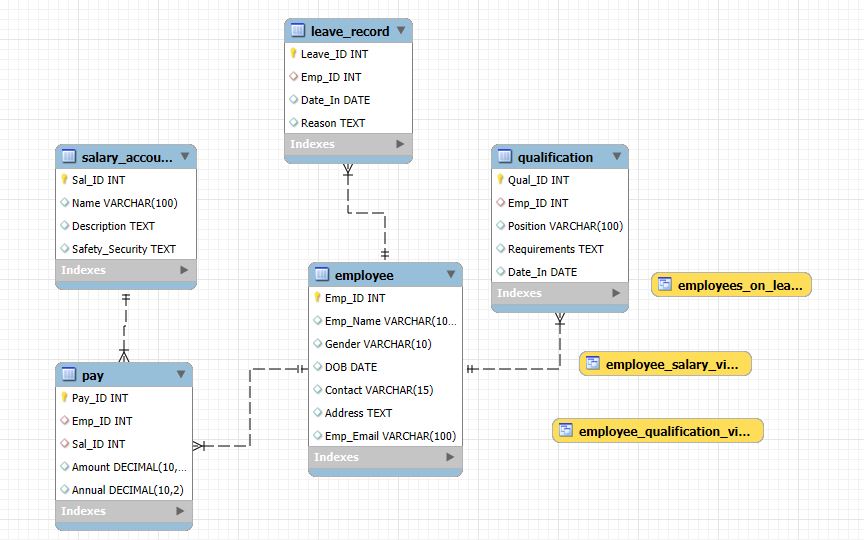 leave_record
Leave_ID INT
Emp_ID INT
Date_In DATE
Reason TEXT
Indexes
salary_accou...
Sal_ID INT
Name VARCHAR(100)
Description TEXT
Safety_Security TEXT
Indexes
qualification
Qual_ID INT
Emp_ID INT
Position VARCHAR(100)
Requirements TEXT
Date_In DATE
Indexes
employee
Emp_ID INT
Emp_Name VARCHAR(10...
Gender VARCHAR(10)
DOB DATE
Contact VARCHAR(15)
Address TEXT
Emp_Email VARCHAR(100)
Indexes
employees_on_lea...
employee_salary_vi...
employee_qualification_vi...
pay
Pay_ID INT
Emp_ID INT
Sal_ID INT
Amount DECIMAL(10,...
Annual DECIMAL(10,2)
Indexes